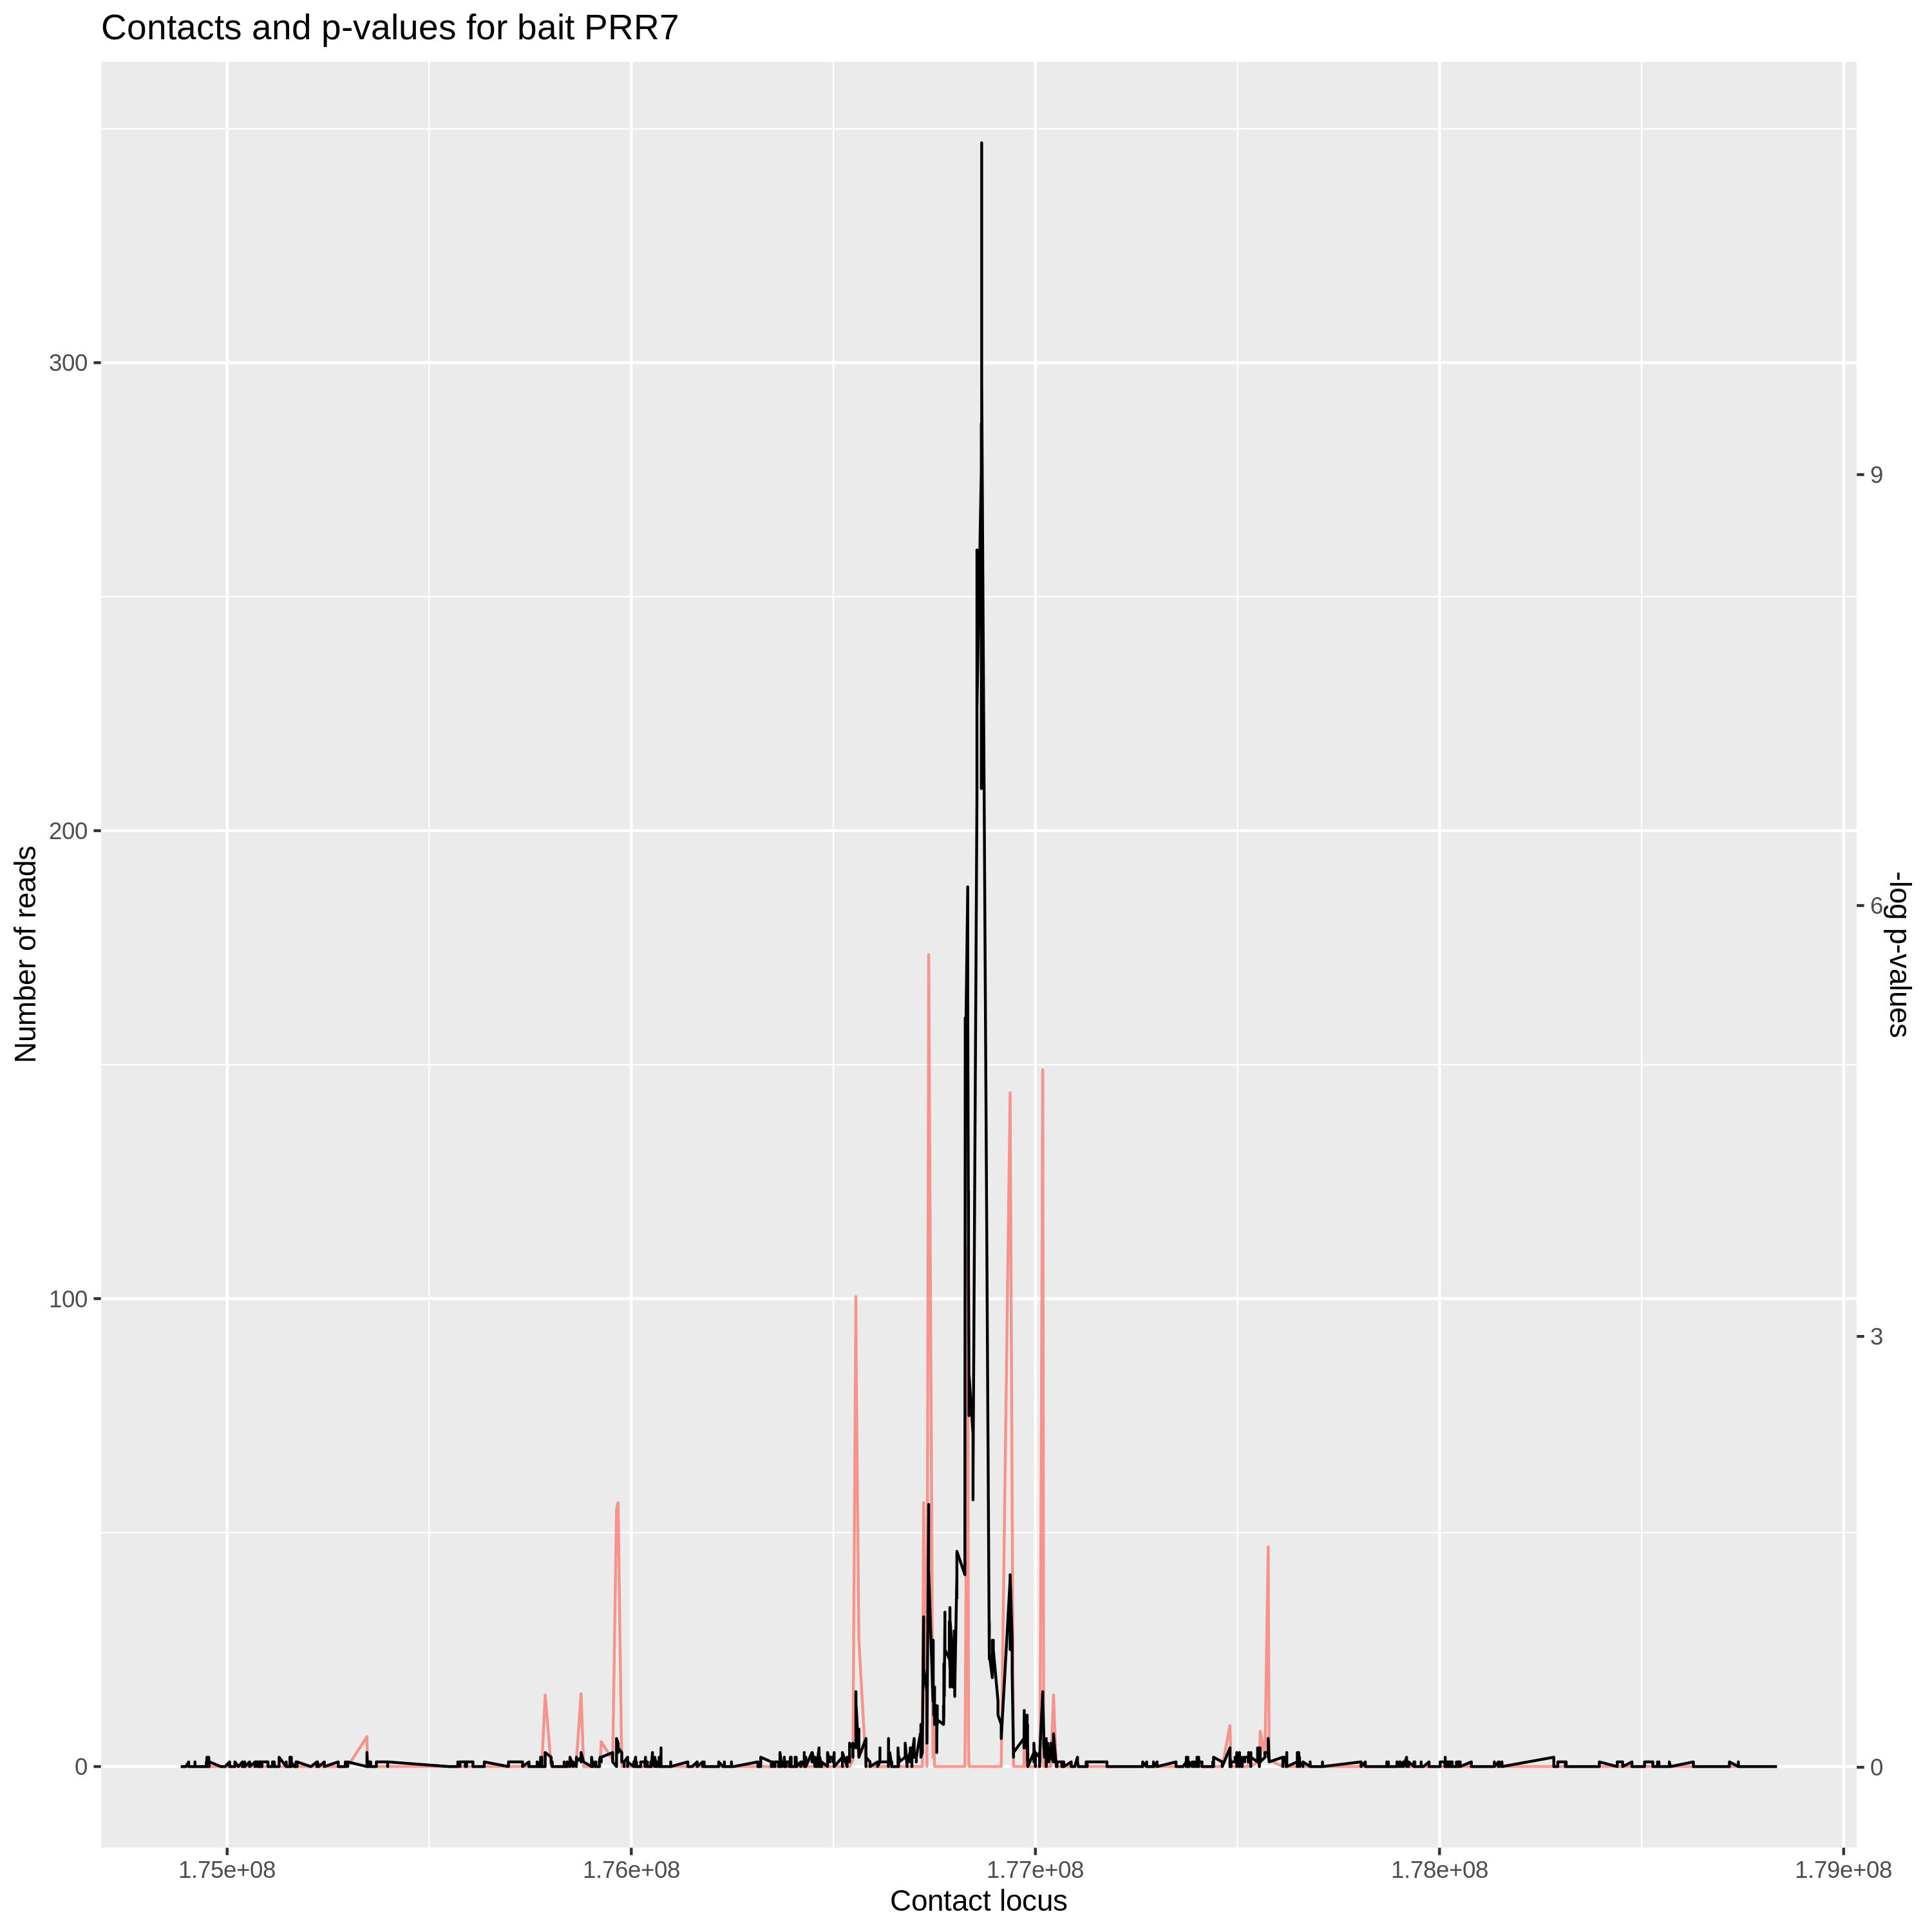 Contacts and p-values for bait PRR7
300
200
100
0
Number of reads
9
6
3
0
-log p-values
1.75e+08
1.76e+08
1.77e+08
1.78e+08
1.79e+08
Contact locus